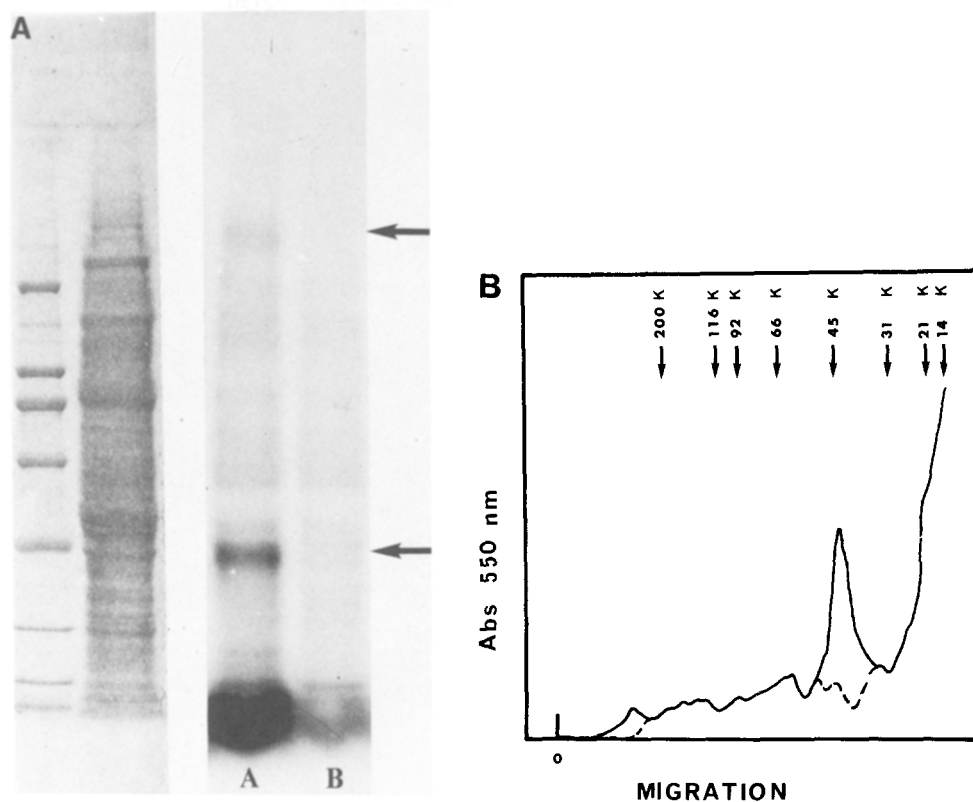 A
A B
B
200 K
116 K
92 K
66 K
45 K
31 K
21 K
14 K
Abs 550 nm
0
MIGRATION